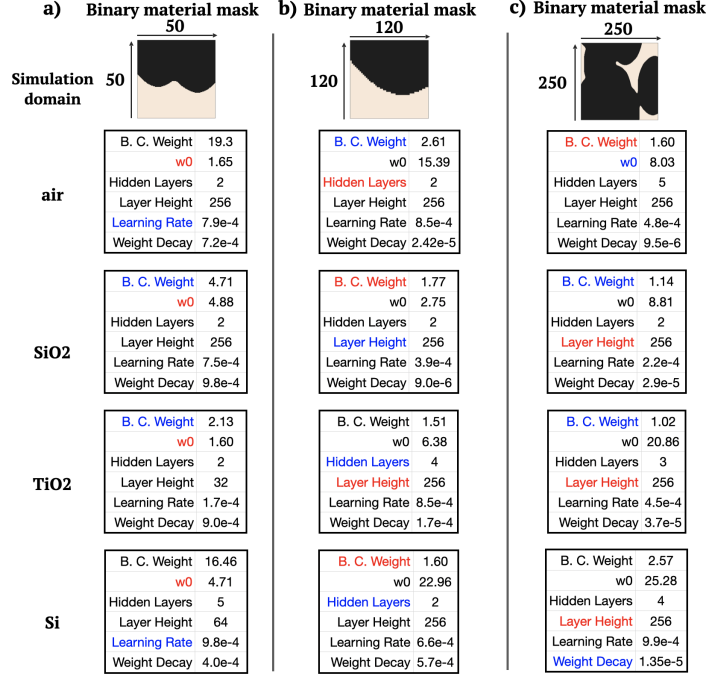 a) Binary material mask
50
Simulation domain
50
b) Binary material mask
120
120
c) Binary material mask
250
250
air
B. C. Weight 19.3
w0 1.65
Hidden Layers 2
Layer Height 256
Learning Rate 7.9e-4
Weight Decay 7.2e-4
B. C. Weight 2.61
w0 15.39
Hidden Layers 2
Layer Height 256
Learning Rate 8.5e-4
Weight Decay 2.42e-5
B. C. Weight 1.60
w0 8.03
Hidden Layers 5
Layer Height 256
Learning Rate 4.8e-4
Weight Decay 9.5e-6
SiO2
B. C. Weight 4.71
w0 4.88
Hidden Layers 2
Layer Height 256
Learning Rate 7.5e-4
Weight Decay 9.8e-4
B. C. Weight 1.77
w0 2.75
Hidden Layers 2
Layer Height 256
Learning Rate 3.9e-4
Weight Decay 9.0e-6
B. C. Weight 1.14
w0 8.81
Hidden Layers 2
Layer Height 256
Learning Rate 2.2e-4
Weight Decay 2.9e-5
TiO2
B. C. Weight 2.13
w0 1.60
Hidden Layers 2
Layer Height 32
Learning Rate 1.7e-4
Weight Decay 9.0e-4
B. C. Weight 1.51
w0 6.38
Hidden Layers 4
Layer Height 256
Learning Rate 8.5e-4
Weight Decay 1.7e-4
B. C. Weight 1.02
w0 20.86
Hidden Layers 3
Layer Height 256
Learning Rate 4.5e-4
Weight Decay 3.7e-5
Si
B. C. Weight 16.46
w0 4.71
Hidden Layers 5
Layer Height 64
Learning Rate 9.8e-4
Weight Decay 4.0e-4
B. C. Weight 1.60
w0 22.96
Hidden Layers 2
Layer Height 256
Learning Rate 6.6e-4
Weight Decay 5.7e-4
B. C. Weight 2.57
w0 25.28
Hidden Layers 4
Layer Height 256
Learning Rate 9.9e-4
Weight Decay 1.35e-5